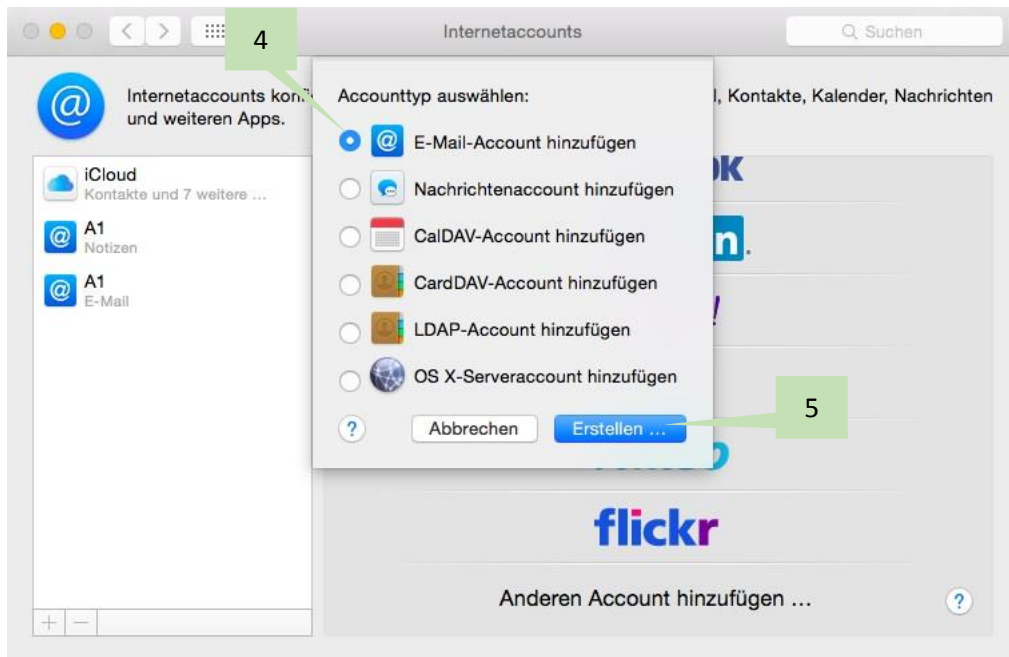 Internetaccounts
Suchen
4
Internetaccounts
und weiteren Apps.
l, Kontakte, Kalender, Nachrichten
iCloud
Kontakte und 7 weitere ...
A1
Notizen
A1
E-Mail
Accounttyp auswählen:
E-Mail-Account hinzufügen
Nachrichtenaccount hinzufügen
CalDAV-Account hinzufügen
CardDAV-Account hinzufügen
LDAP-Account hinzufügen
OS X-Serveraccount hinzufügen
?
Abbrechen
Erstellen ...
5
n.
!
flickr
Anderen Account hinzufügen ...
?